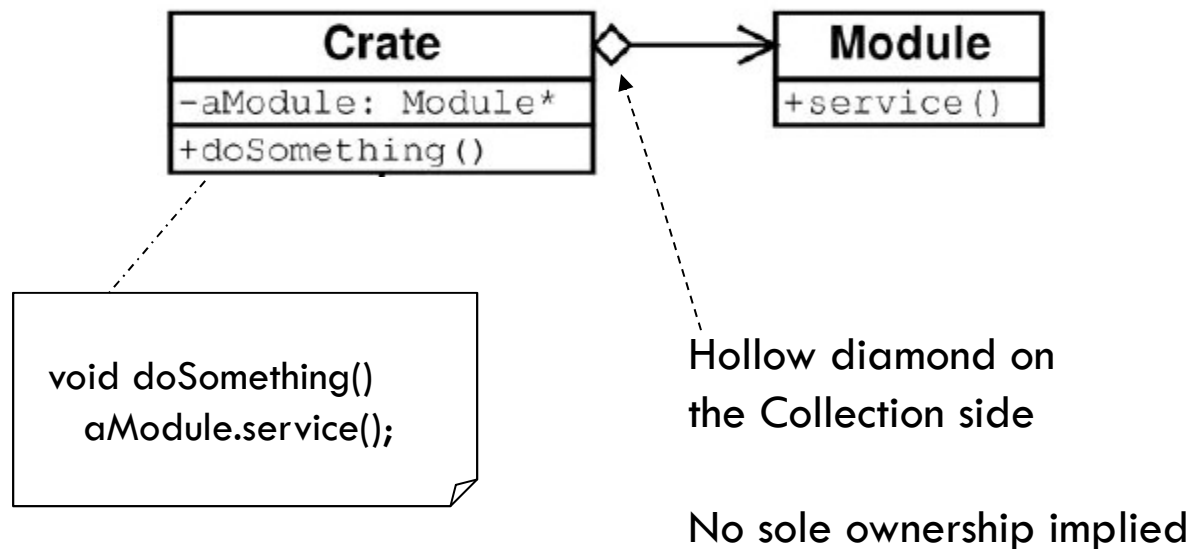 Crate
-aModule: Module*
+doSomething()
Module
+service()
void doSomething()
aModule.service();
Hollow diamond on
the Collection side
No sole ownership implied